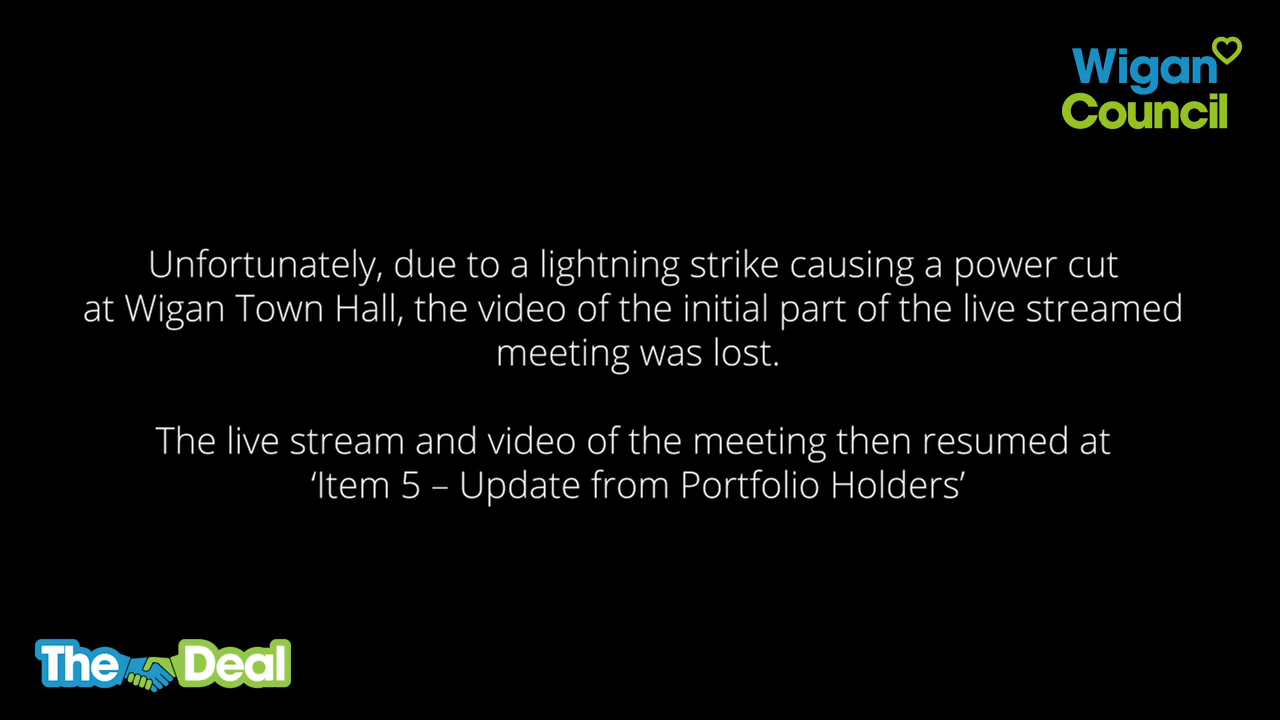 Wigan
Council
Unfortunately, due to a lightning strike causing a power cut
at Wigan Town Hall, the video of the initial part of the live streamed
meeting was lost.
The live stream and video of the meeting then resumed at
‘Item 5 – Update from Portfolio Holders’
The Deal